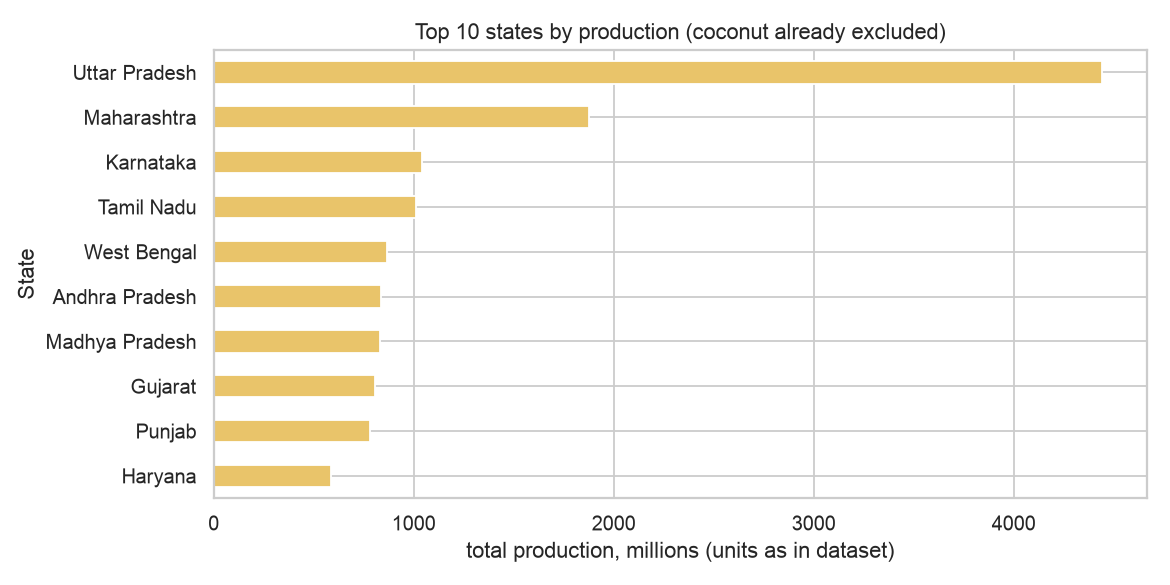 Top 10 states by production (coconut already excluded)
Uttar Pradesh
Maharashtra
Karnataka
Tamil Nadu
West Bengal
Andhra Pradesh
Madhya Pradesh
Gujarat
Punjab
Haryana
State
0 1000 2000 3000 4000
total production, millions (units as in dataset)